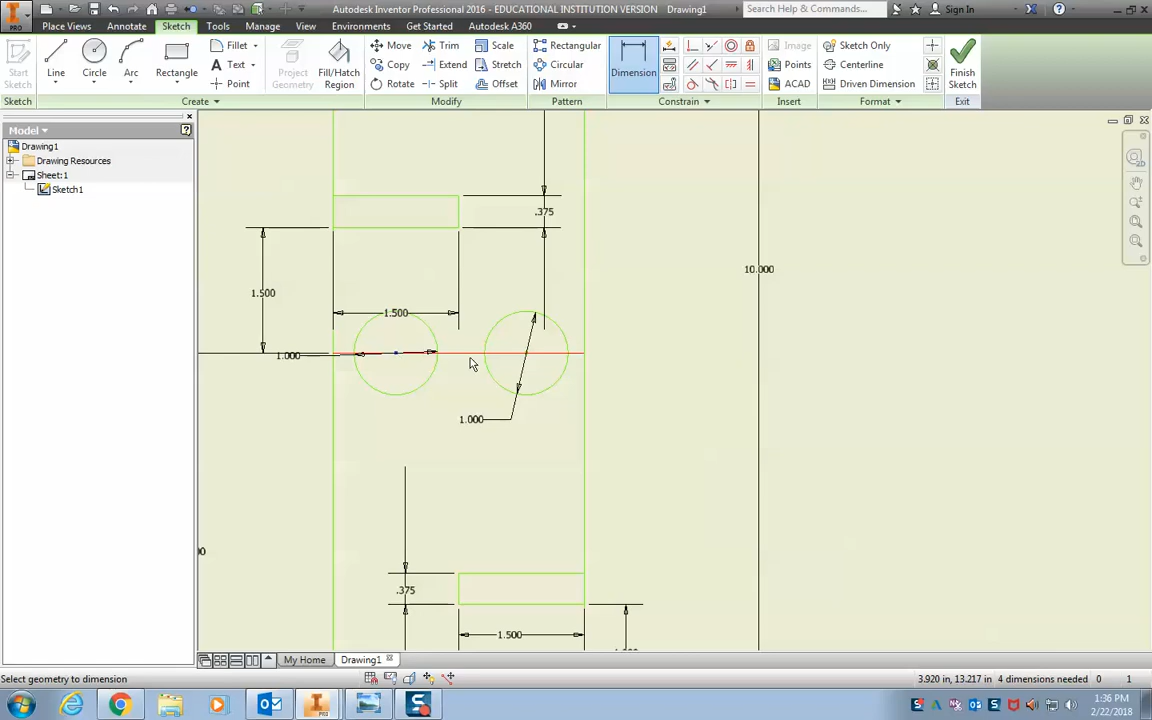 Autodesk Inventor Professional 2016 - EDUCATIONAL INSTITUTION VERSION Drawing1
Search Help & Commands...
Sign In
PRO
Place Views Annotate Sketch Tools Manage View Environments Get Started Autodesk A360
Start Sketch
Line
Circle
Arc
Rectangle
Fillet
Text
Point
Project Geometry
Fill/Hatch Region
Move
Copy
Rotate
Trim
Extend
Split
Scale
Stretch
Offset
Rectangular
Circular
Mirror
Dimension
Image
Points
ACAD
Sketch Only
Centerline
Driven Dimension
Finish Sketch
Sketch Create Modify Pattern Constrain Insert Format Exit
Model
Drawing1
Drawing Resources
Sheet:1
Sketch1
.375
10.000
1.500
1.500
1.000
1.000
.375
1.500
My Home Drawing1
Select geometry to dimension
3.920 in, 13.217 in 4 dimensions needed 0 1
PRO
1:36 PM
2/22/2018